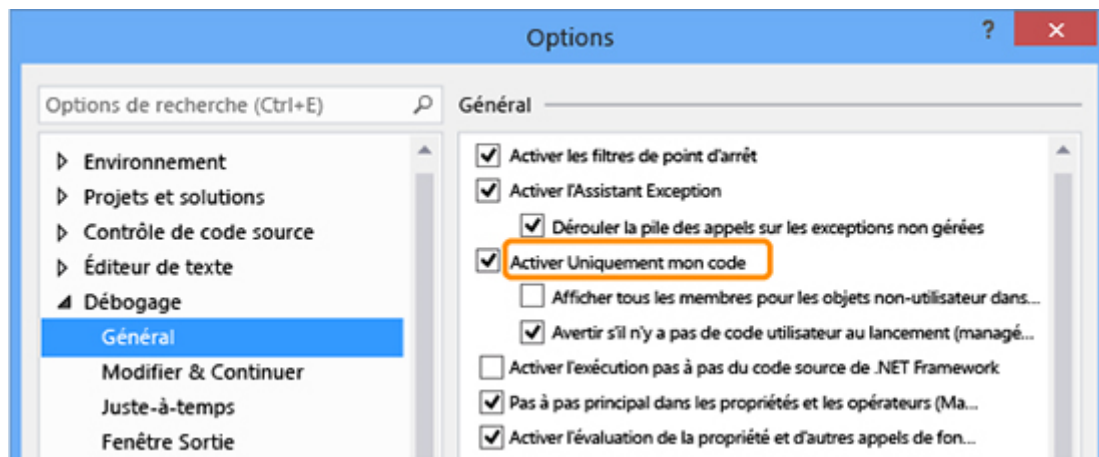 Options
?
Options de recherche (Ctrl+E)
Environnement
Projets et solutions
Contrôle de code source
Éditeur de texte
Débogage
Général
Modifier & Continuer
Juste-à-temps
Fenêtre Sortie
Général
Activer les filtres de point d'arrêt
Activer l'Assistant Exception
Dérouler la pile des appels sur les exceptions non gérées
Activer Uniquement mon code
Afficher tous les membres pour les objets non-utilisateur dans...
Avertir s'il n'y a pas de code utilisateur au lancement (managé...
Activer l'exécution pas à pas du code source de .NET Framework
Pas à pas principal dans les propriétés et les opérateurs (Ma...
Activer l'évaluation de la propriété et d'autres appels de fon...